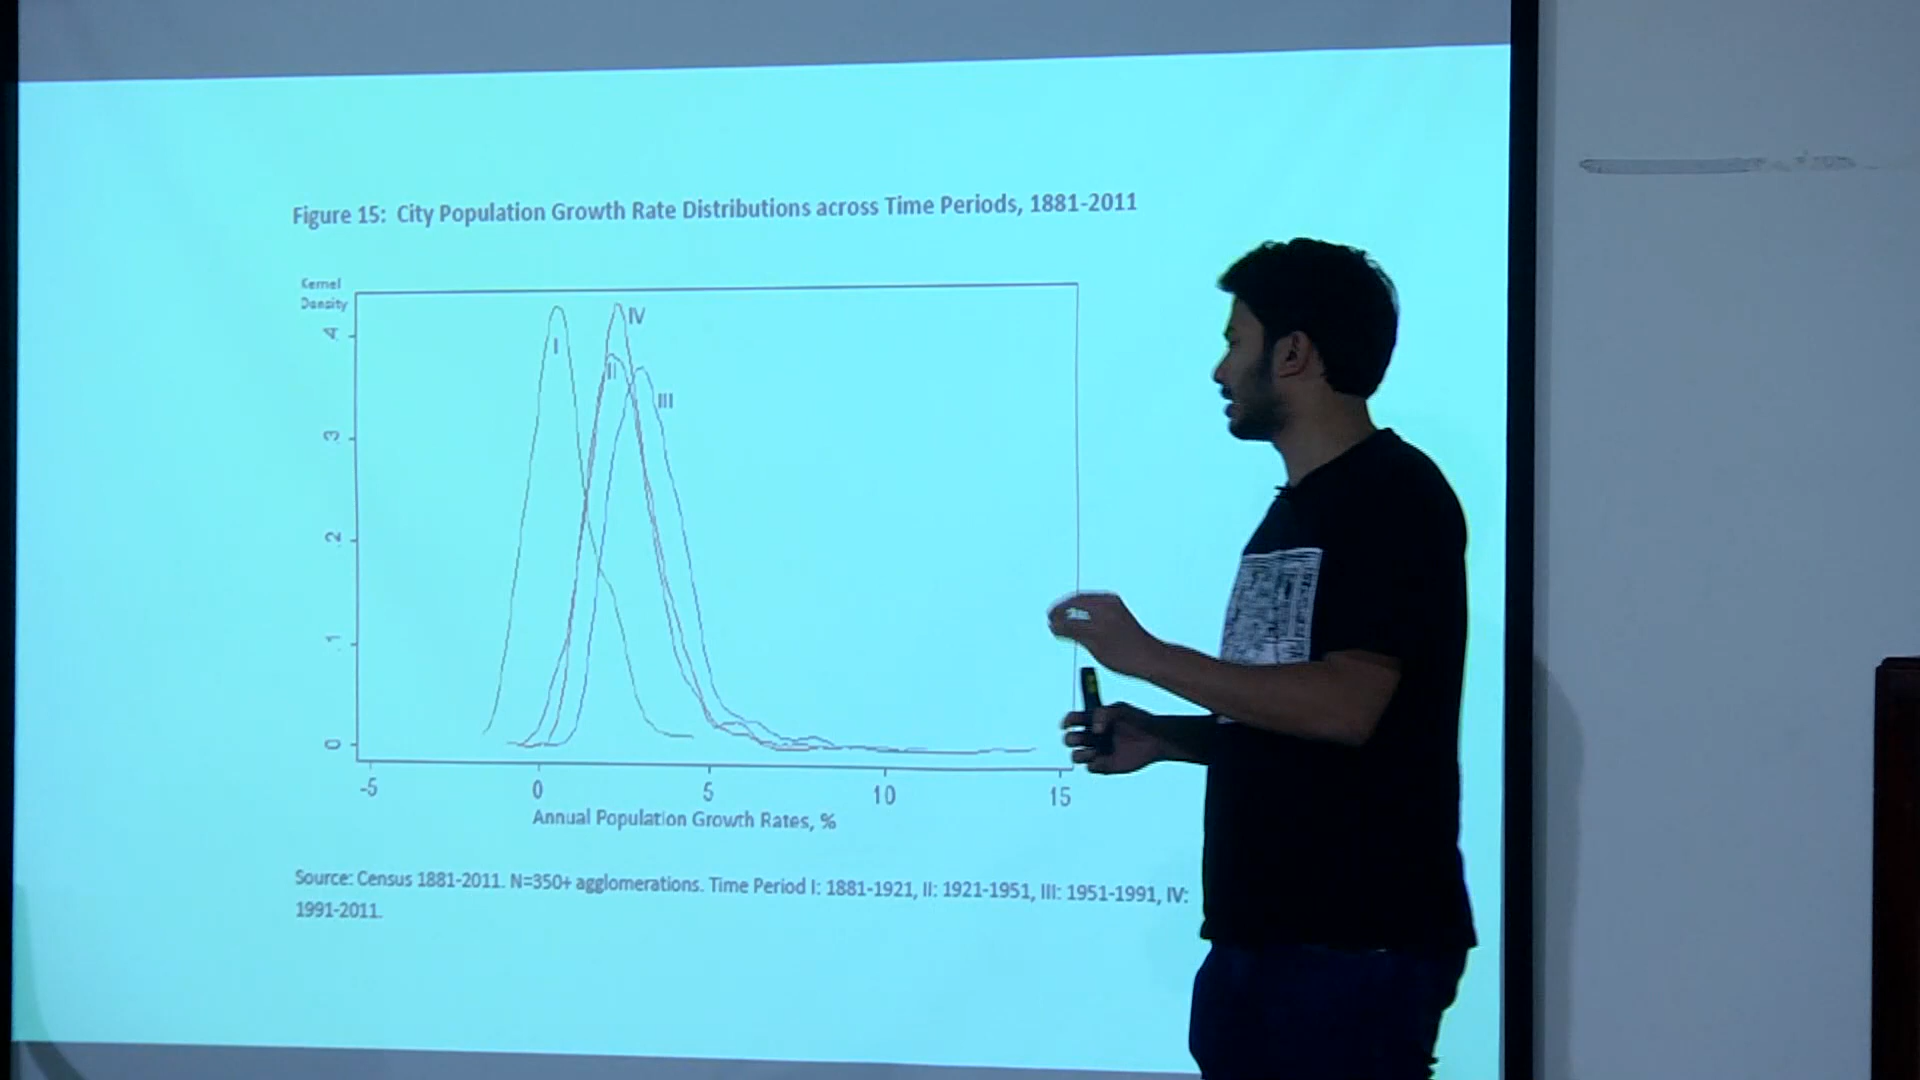 Figure 15: City Population Growth Rate Distributions across Time Periods, 1881-2011
Kernel
Density
.4
.3
.2
.1
0
I
II
III
IV
-5 0 5 10 15
Annual Population Growth Rates, %
Source: Census 1881-2011. N=350+ agglomerations. Time Period I: 1881-1921, II: 1921-1951, III: 1951-1991, IV:
1991-2011.